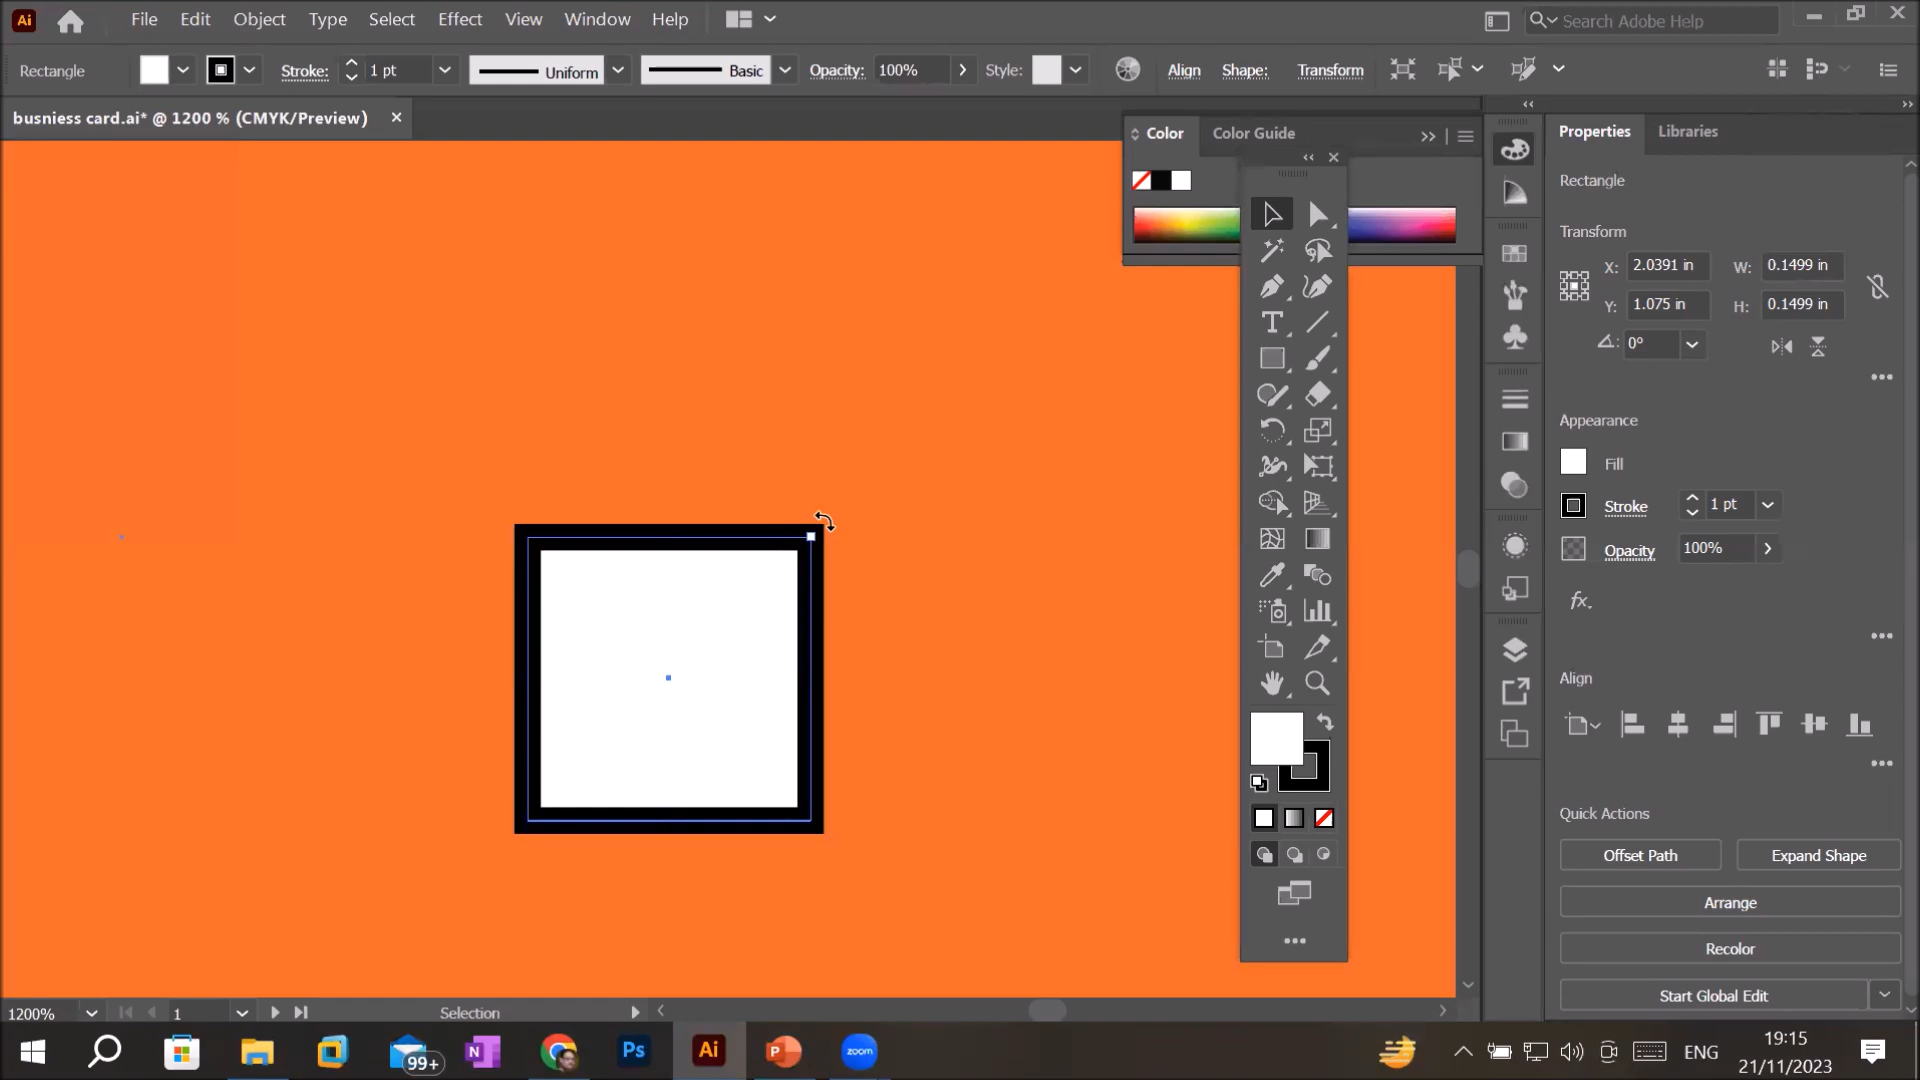 Ai File Edit Object Type Select Effect View Window Help Search Adobe Help
Rectangle Stroke: 1 pt Uniform Basic Opacity: 100% Style: Align Shape: Transform
busniess card.ai* @ 1200 % (CMYK/Preview)
Color Color Guide
Properties Libraries
Rectangle
Transform
X: 2.0391 in W: 0.1499 in
Y: 1.075 in H: 0.1499 in
0°
Appearance
Fill
Stroke 1 pt
Opacity 100%
fx.
Align
Quick Actions
Offset Path Expand Shape
Arrange
Recolor
Start Global Edit
1200% 1 Selection
99+ N Ps Ai P zoom ENG 19:15
21/11/2023